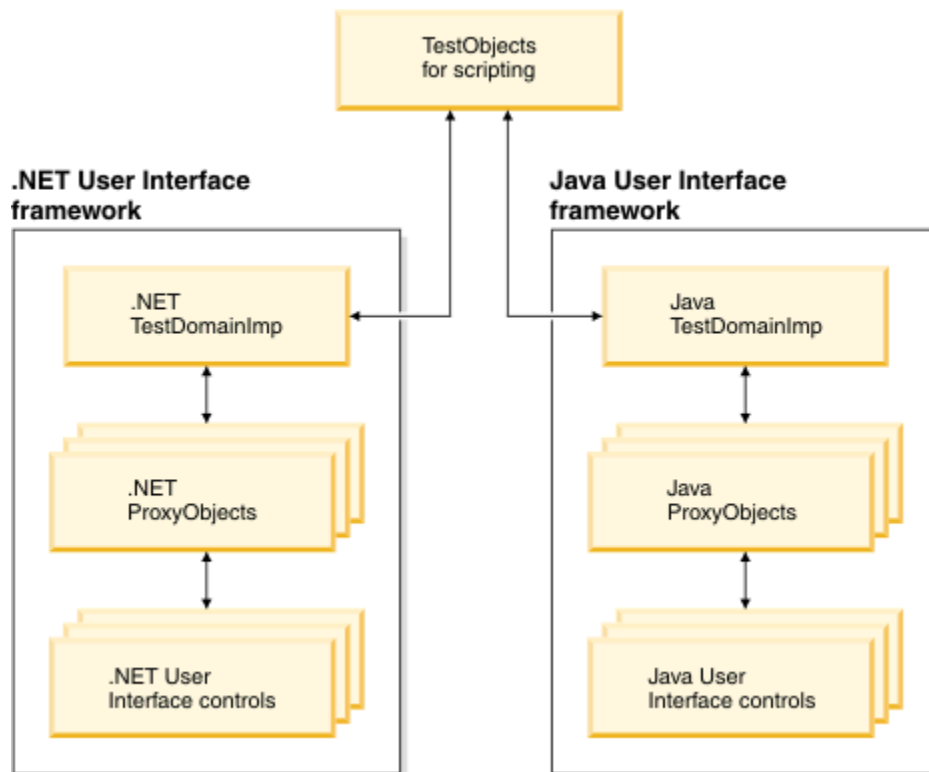 TestObjects
for scripting
.NET User Interface
framework
.NET
TestDomainImp
.NET
ProxyObjects
.NET User
Interface controls
Java User Interface
framework
Java
TestDomainImp
Java
ProxyObjects
Java User
Interface controls